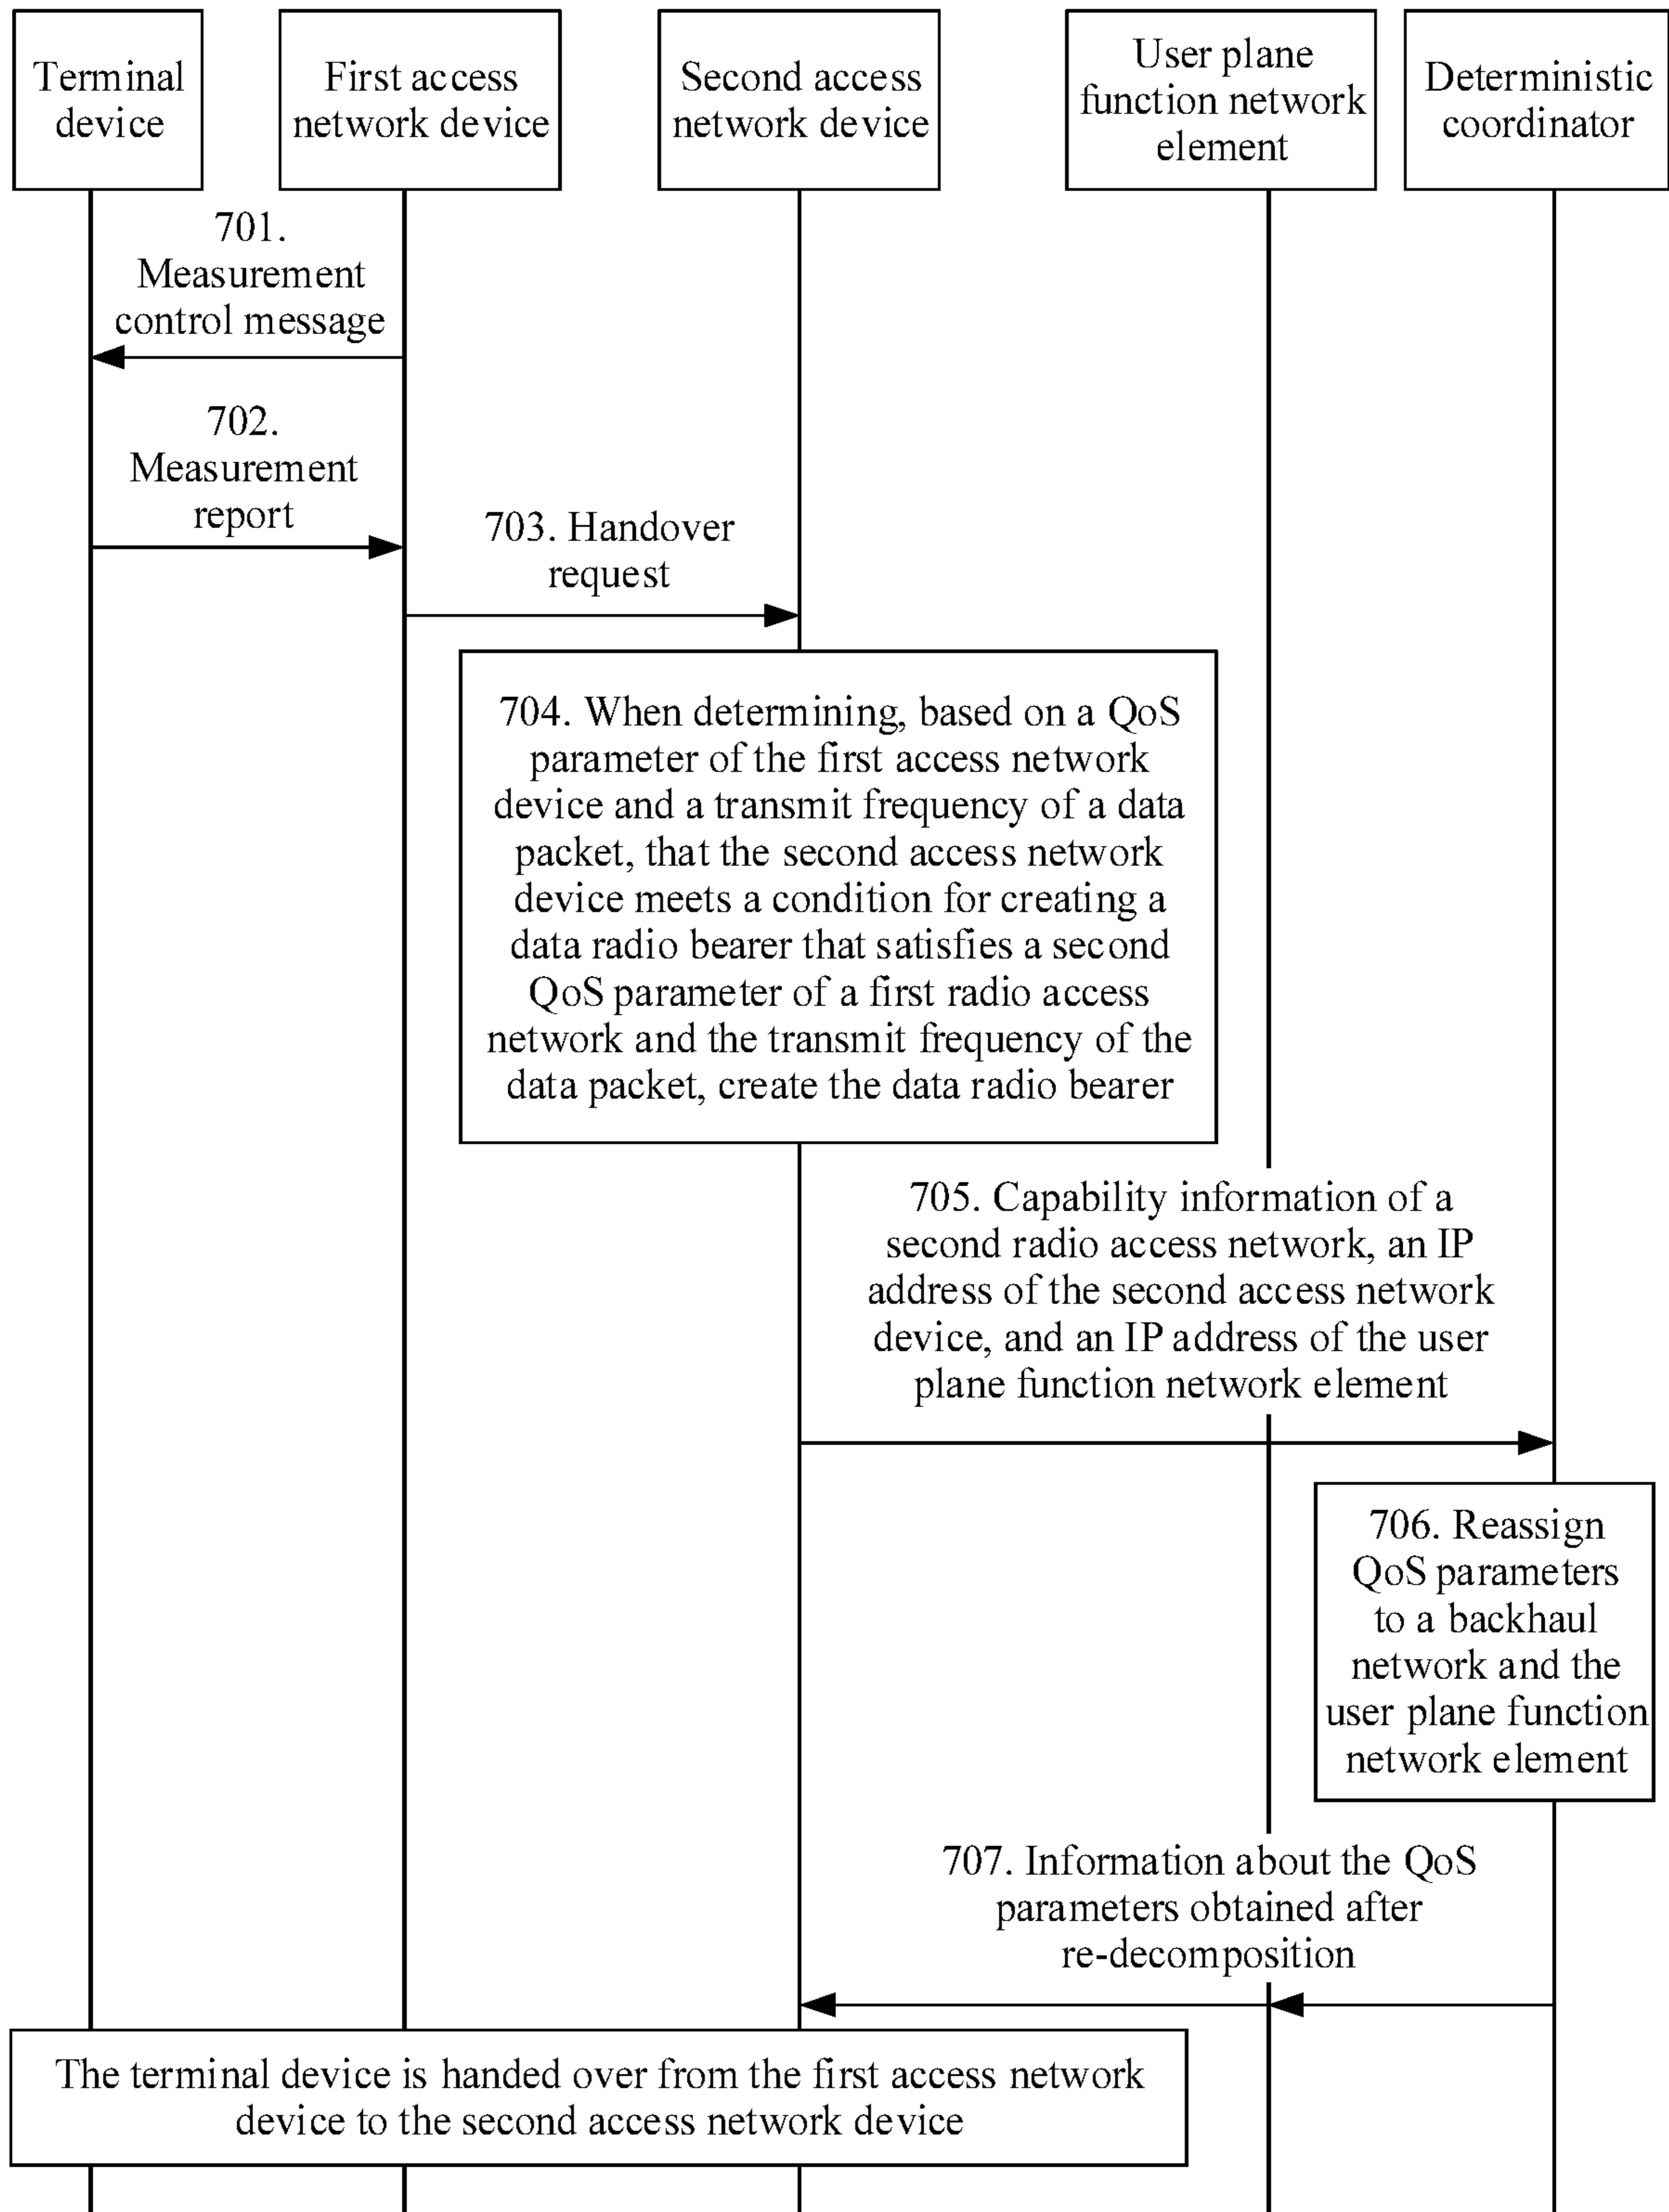 Terminal
device
First access
network device
Second access
network device
User plane
function network
element
Deterministic
coordinator
701.
Measurement
control message
702.
Measurement
report
703. Handover
request
704. When determining, based on a QoS
parameter of the first access network
device and a transmit frequency of a data
packet, that the second access network
device meets a condition for creating a
data radio bearer that satisfies a second
QoS parameter of a first radio access
network and the transmit frequency of the
data packet, create the data radio bearer
705. Capability information of a
second radio access network, an IP
address of the second access network
device, and an IP address of the user
plane function network element
706. Reassign
QoS parameters
to a backhaul
network and the
user plane function
network element
707. Information about the QoS
parameters obtained after
re-decomposition
The terminal device is handed over from the first access network
device to the second access network device